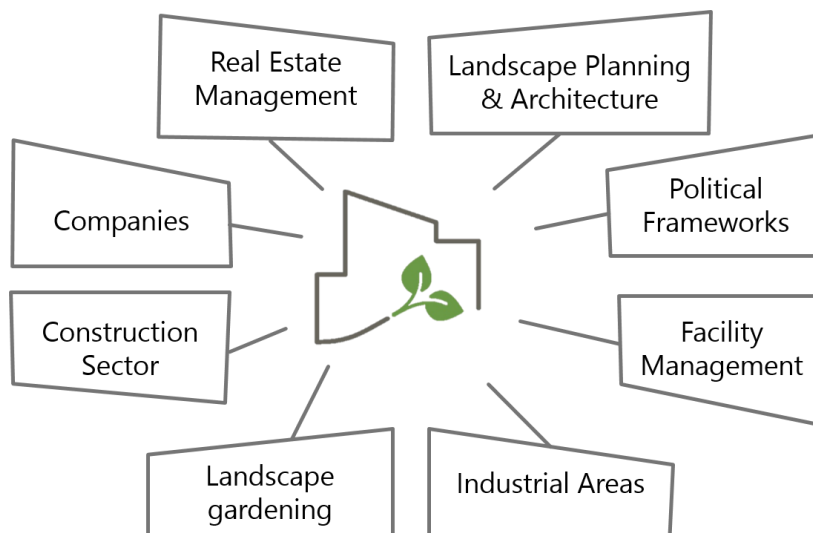 Real Estate
Management
Landscape Planning
& Architecture
Companies
Political
Frameworks
Construction
Sector
Facility
Management
Landscape
gardening
Industrial Areas